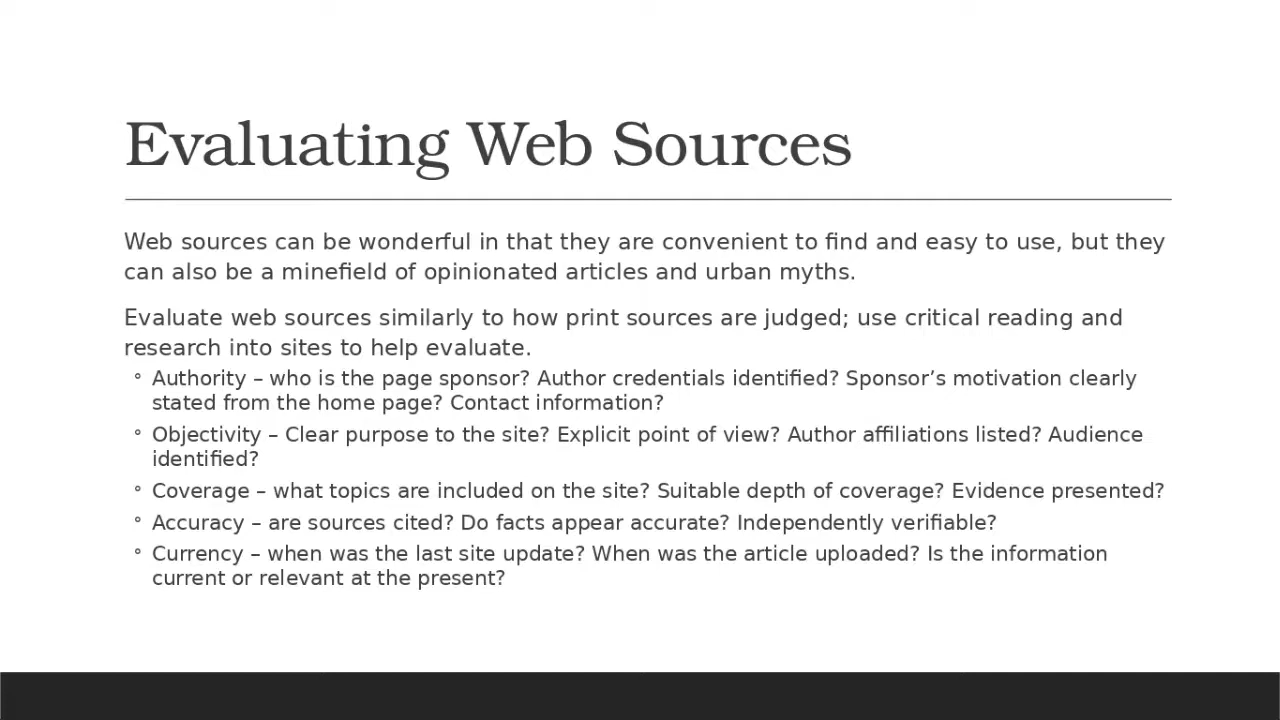 Evaluating Web Sources
Web sources can be wonderful in that they are convenient to find and easy to use, but they
can also be a minefield of opinionated articles and urban myths.
Evaluate web sources similarly to how print sources are judged; use critical reading and
research into sites to help evaluate.
◦ Authority – who is the page sponsor? Author credentials identified? Sponsor’s motivation clearly
stated from the home page? Contact information?
◦ Objectivity – Clear purpose to the site? Explicit point of view? Author affiliations listed? Audience
identified?
◦ Coverage – what topics are included on the site? Suitable depth of coverage? Evidence presented?
◦ Accuracy – are sources cited? Do facts appear accurate? Independently verifiable?
◦ Currency – when was the last site update? When was the article uploaded? Is the information
current or relevant at the present?